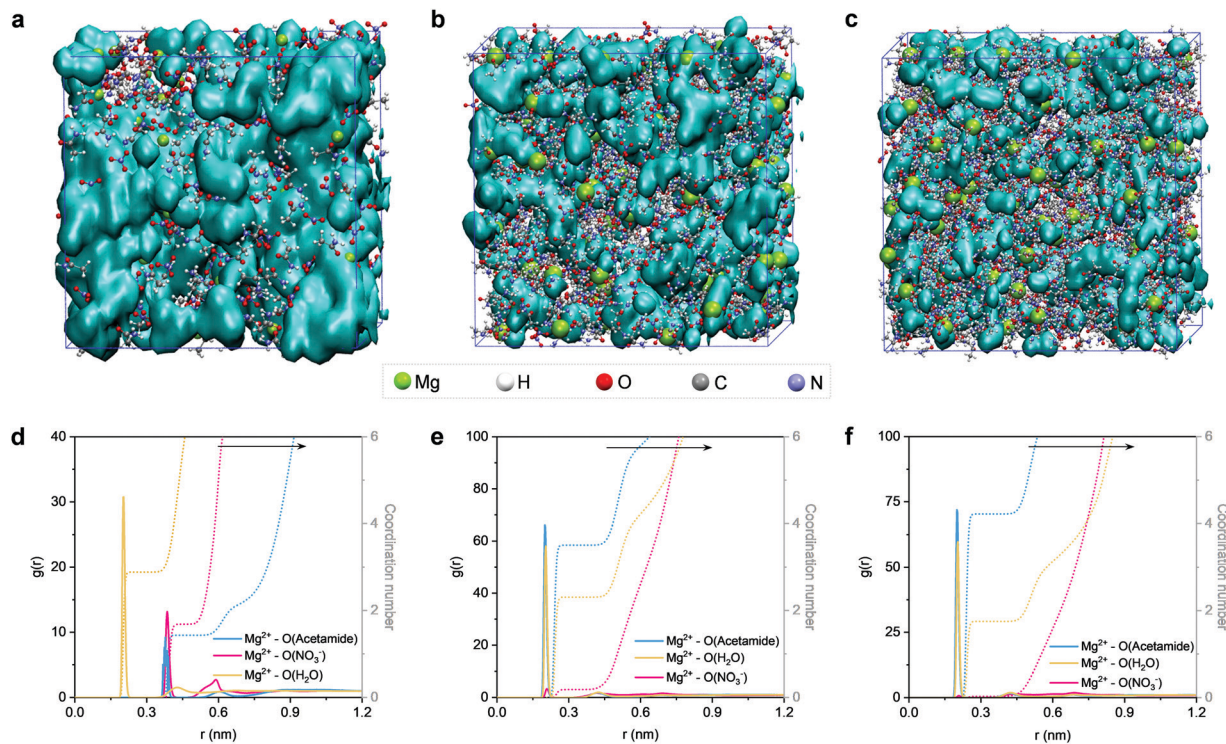 a
b
c
Mg H O C N
d
40
30
20
10
0
g(r)
6
4
2
0
Coordination number
Mg²⁺ - O(Acetamide)
Mg²⁺ - O(NO₃⁻)
Mg²⁺ - O(H₂O)
0.0 0.3 0.6 0.9 1.2
r (nm)
e
100
80
60
40
20
0
g(r)
6
4
2
0
Coordination number
Mg²⁺ - O(Acetamide)
Mg²⁺ - O(H₂O)
Mg²⁺ - O(NO₃⁻)
0.0 0.3 0.6 0.9 1.2
r (nm)
f
100
75
50
25
0
g(r)
6
4
2
0
Coordination number
Mg²⁺ - O(Acetamide)
Mg²⁺ - O(H₂O)
Mg²⁺ - O(NO₃⁻)
0.0 0.3 0.6 0.9 1.2
r (nm)